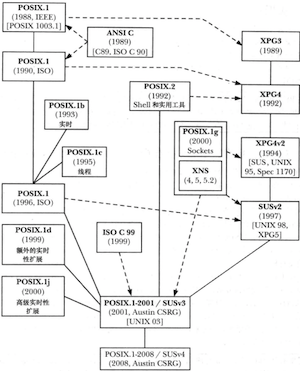 POSIX.1
(1988, IEEE)
[POSIX 1003.1]
ANSI C
(1989)
[C89, ISO C 90]
XPG3
(1989)
POSIX.1
(1990, ISO)
POSIX.2
(1992)
Shell 和实用工具
XPG4
(1992)
POSIX.1b
(1993)
实时
POSIX.1g
(2000)
Sockets
XPG4v2
(1994)
[SUS, UNIX
95, Spec 1170]
POSIX.1c
(1995)
线程
XNS
(4, 5, 5.2)
POSIX.1
(1996, ISO)
SUSv2
(1997)
[UNIX 98,
XPG5]
POSIX.1d
(1999)
额外的实时
性扩展
ISO C 99
(1999)
POSIX.1j
(2000)
高级实时性
扩展
POSIX.1-2001 / SUSv3
(2001, Austin CSRG)
[UNIX 03]
POSIX.1-2008 / SUSv4
(2008, Austin CSRG)